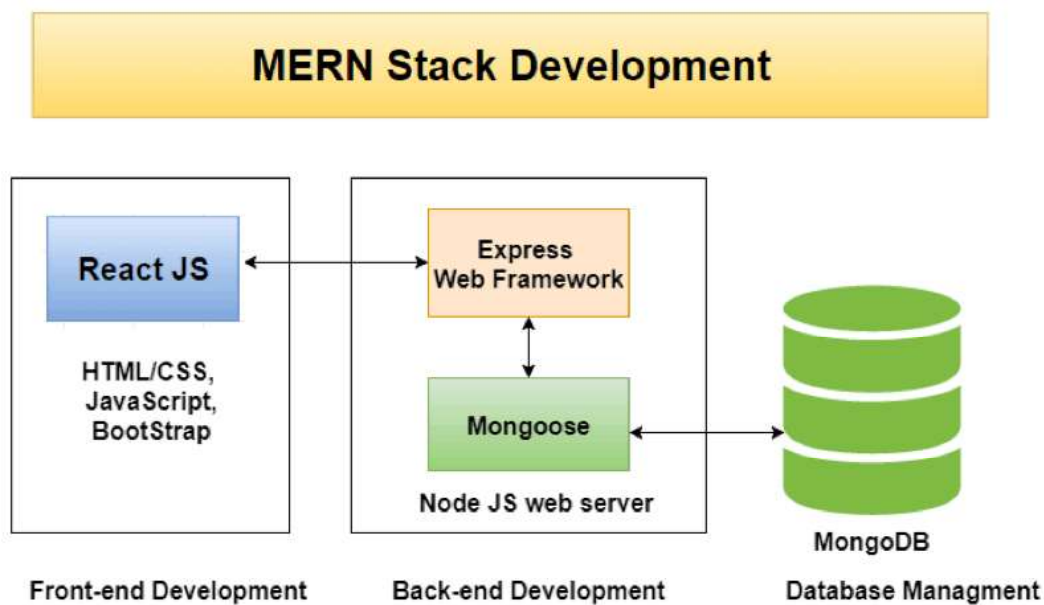 MERN Stack Development
React JS
HTML/CSS,
JavaScript,
BootStrap
Express
Web Framework
Mongoose
Node JS web server
MongoDB
Front-end Development
Back-end Development
Database Managment